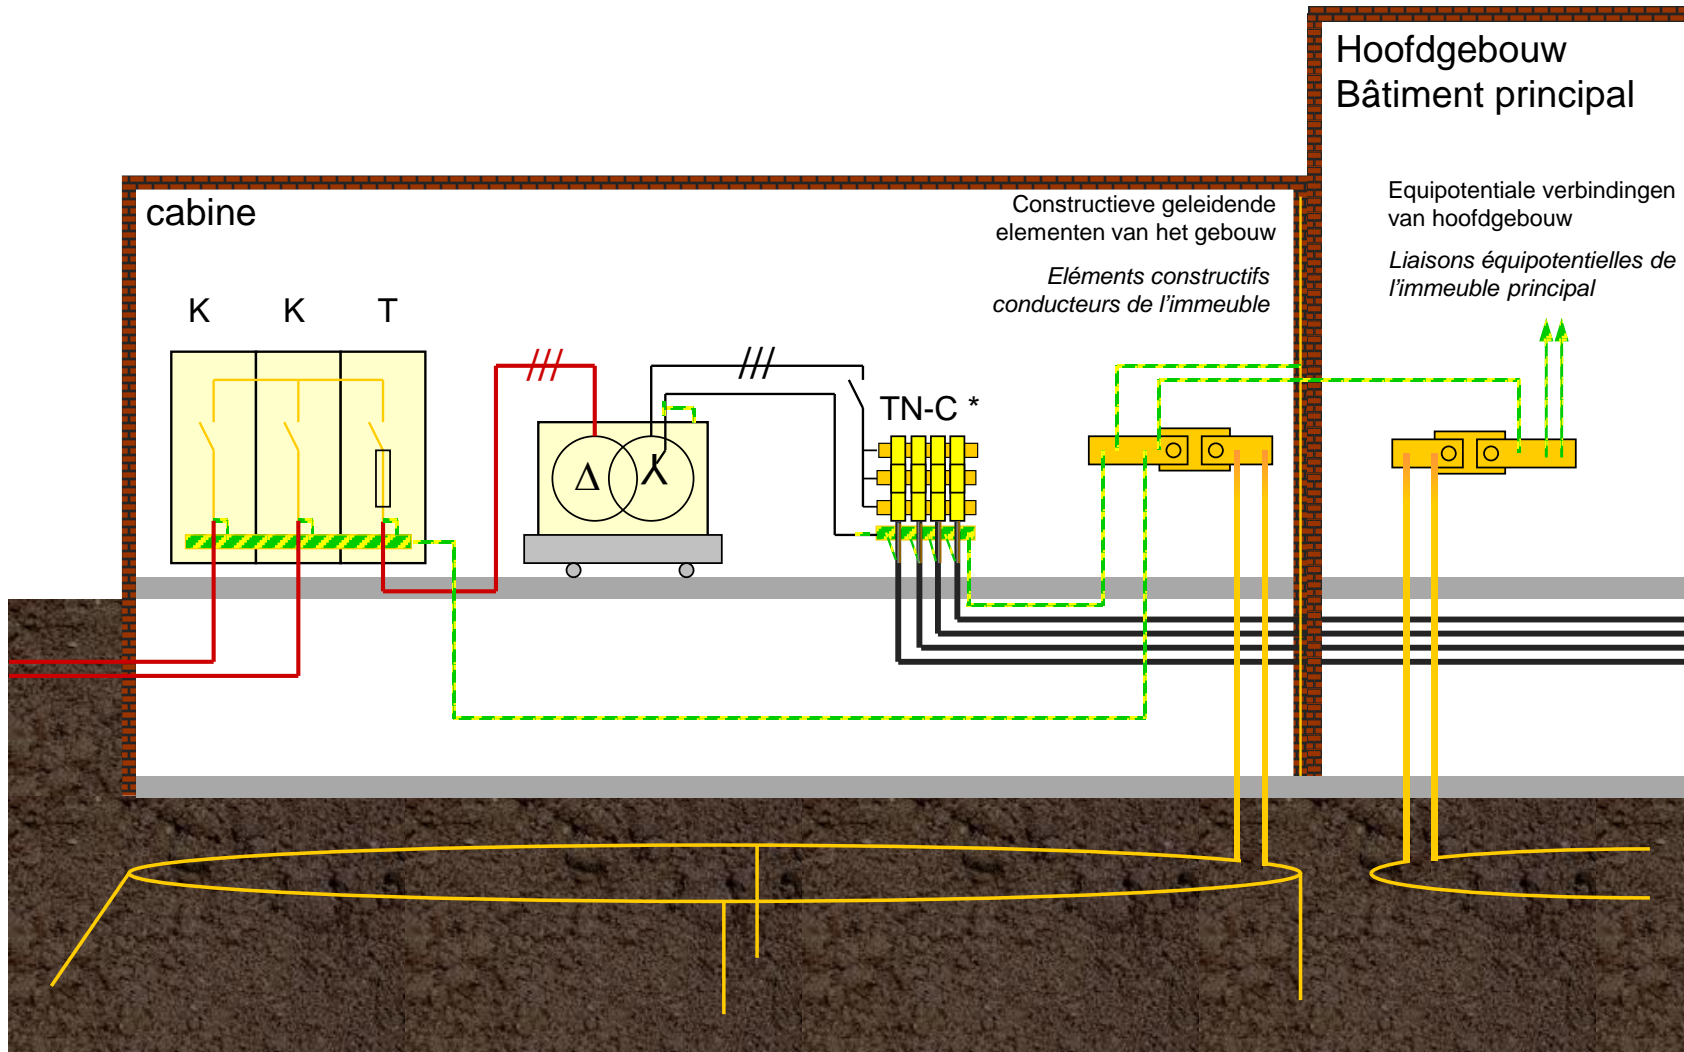 Hoofdgebouw
Bâtiment principal
cabine
Constructieve geleidende
elementen van het gebouw
Eléments constructifs
conducteurs de l'immeuble
Equipotentiale verbindingen
van hoofdgebouw
Liaisons équipotentielles de
l'immeuble principal
K K T
TN-C *
Δ